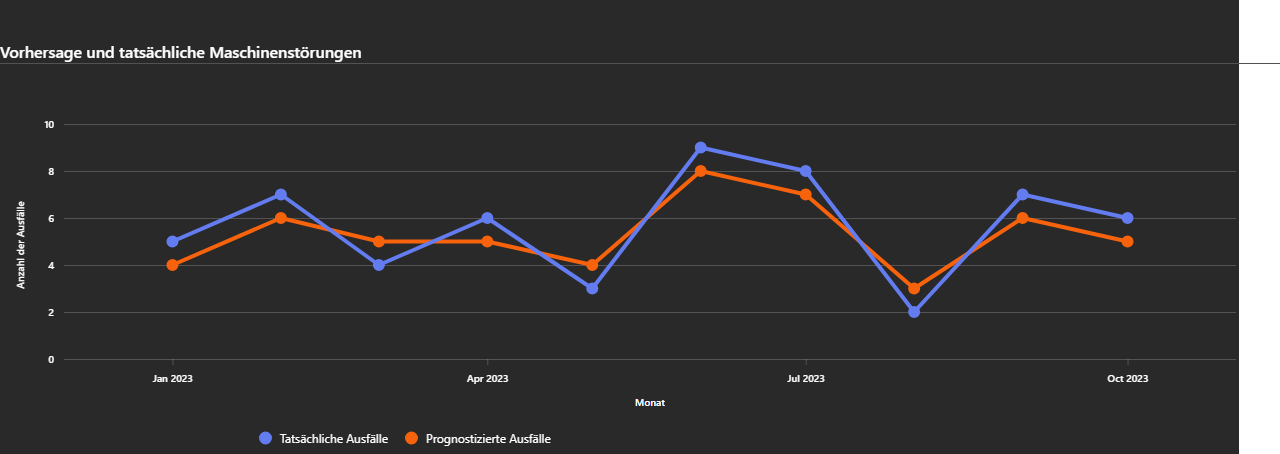 Vorhersage und tatsächliche Maschinenstörungen
10
8
6
4
2
0
Anzahl der Ausfälle
Jan 2023 Apr 2023 Jul 2023 Oct 2023
Monat
Tatsächliche Ausfälle Prognostizierte Ausfälle